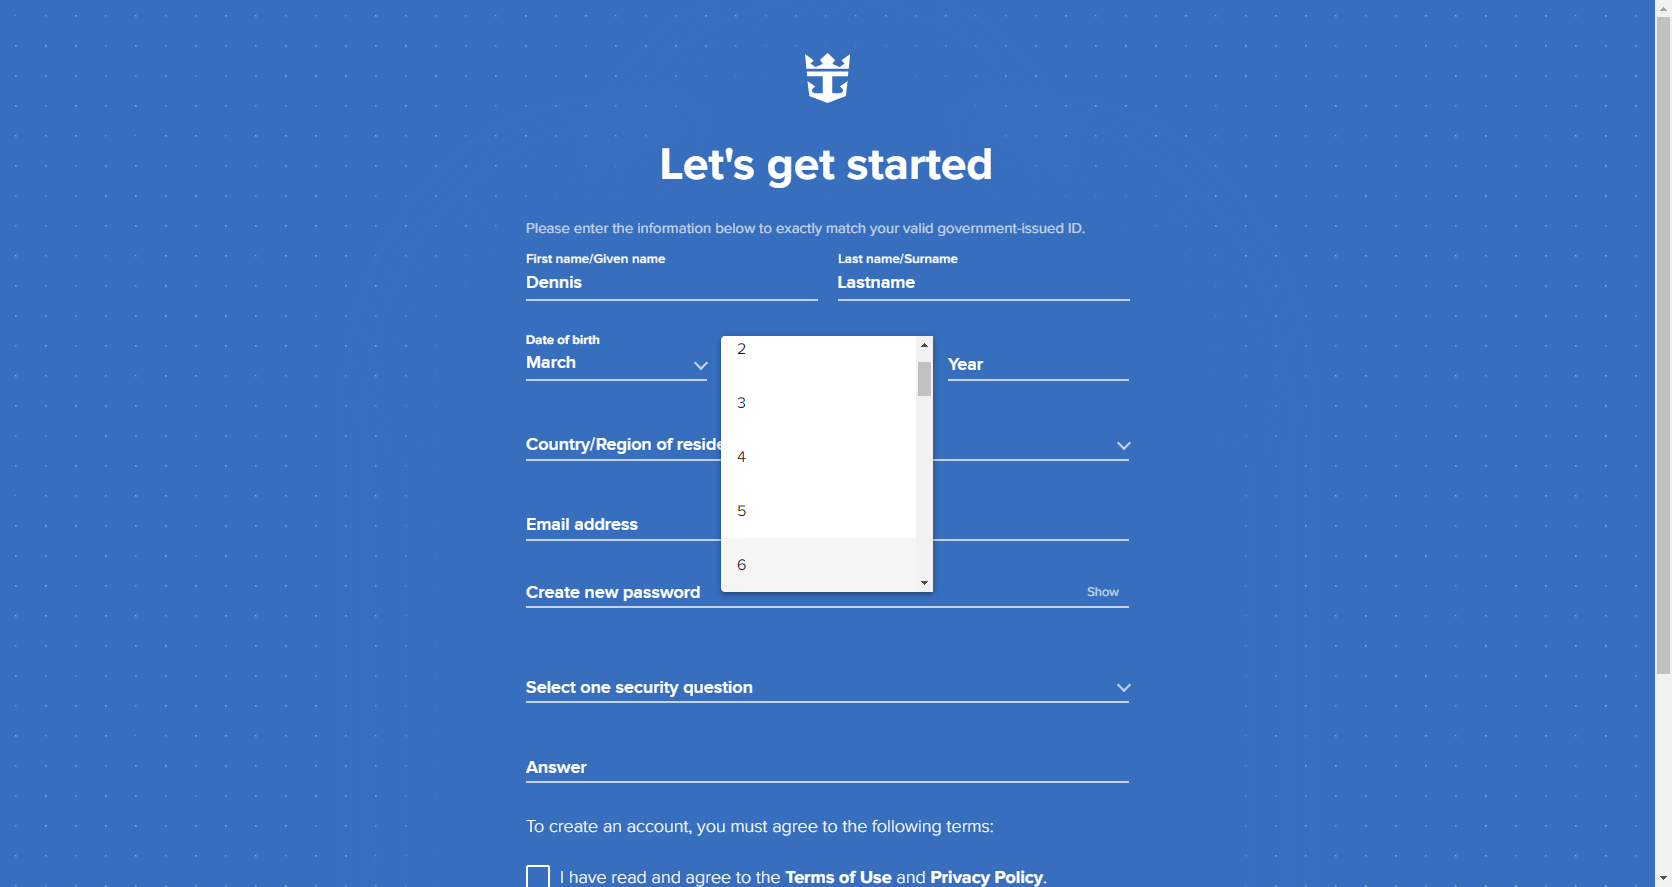 Let's get started
Please enter the information below to exactly match your valid government-issued ID.
First name/Given name
Last name/Surname
Dennis
Lastname
Date of birth
March
Year
2
3
4
5
6
Country/Region of reside
Email address
Create new password
Show
Select one security question
Answer
To create an account, you must agree to the following terms:
I have read and agree to the Terms of Use and Privacy Policy.